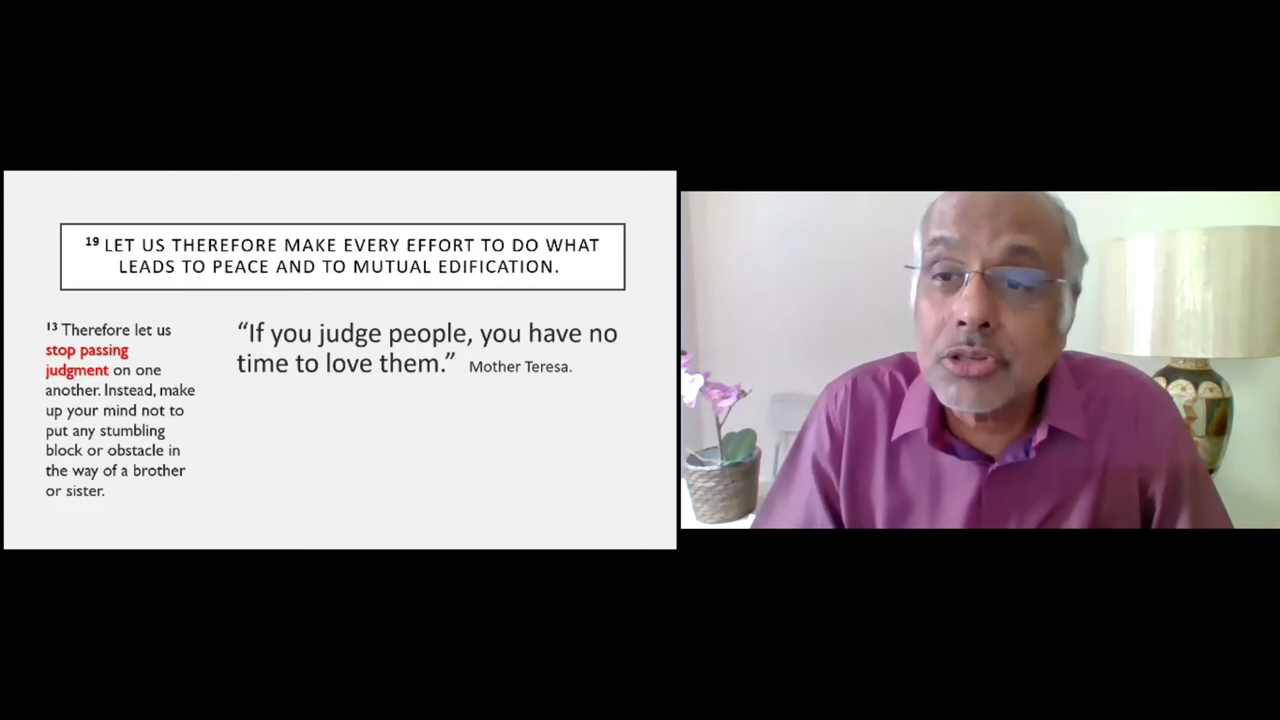 19 LET US THEREFORE MAKE EVERY EFFORT TO DO WHAT
LEADS TO PEACE AND TO MUTUAL EDIFICATION.
13 Therefore let us
stop passing
judgment on one
another. Instead, make
up your mind not to
put any stumbling
block or obstacle in
the way of a brother
or sister.
“If you judge people, you have no
time to love them.” Mother Teresa.